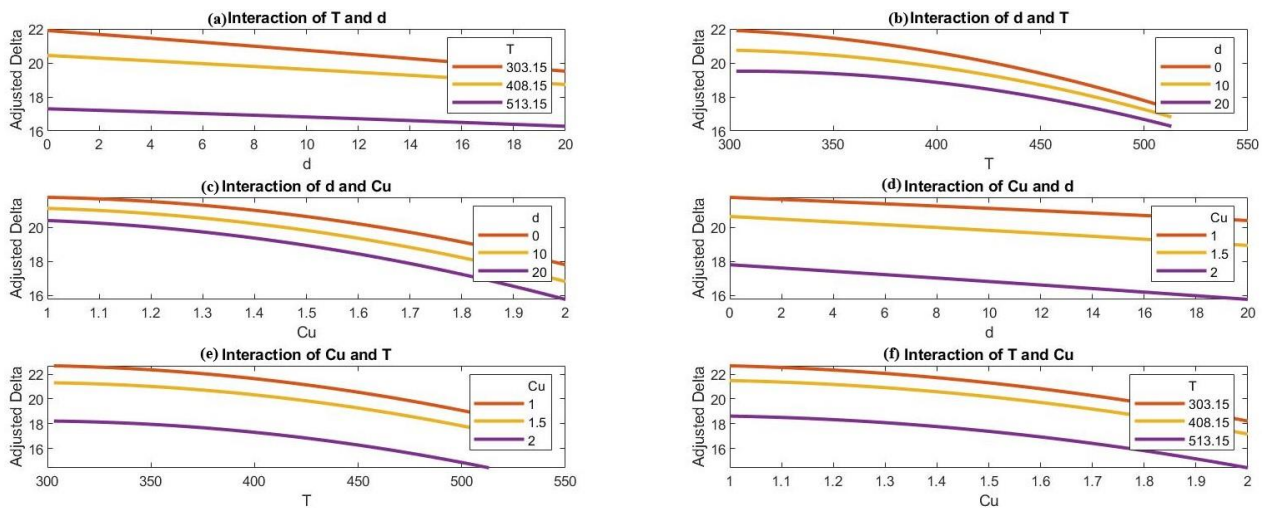 (a) Interaction of T and d
Adjusted Delta
22
20
18
16
0 2 4 6 8 10 12 14 16 18 20
d
T
303.15
408.15
513.15
(b) Interaction of d and T
Adjusted Delta
22
20
18
16
300 350 400 450 500 550
T
d
0
10
20
(c) Interaction of d and Cu
Adjusted Delta
20
18
16
1 1.1 1.2 1.3 1.4 1.5 1.6 1.7 1.8 1.9 2
Cu
d
0
10
20
(d) Interaction of Cu and d
Adjusted Delta
20
18
16
0 2 4 6 8 10 12 14 16 18 20
d
Cu
1
1.5
2
(e) Interaction of Cu and T
Adjusted Delta
22
20
18
16
300 350 400 450 500 550
T
Cu
1
1.5
2
(f) Interaction of T and Cu
Adjusted Delta
22
20
18
16
1 1.1 1.2 1.3 1.4 1.5 1.6 1.7 1.8 1.9 2
Cu
T
303.15
408.15
513.15